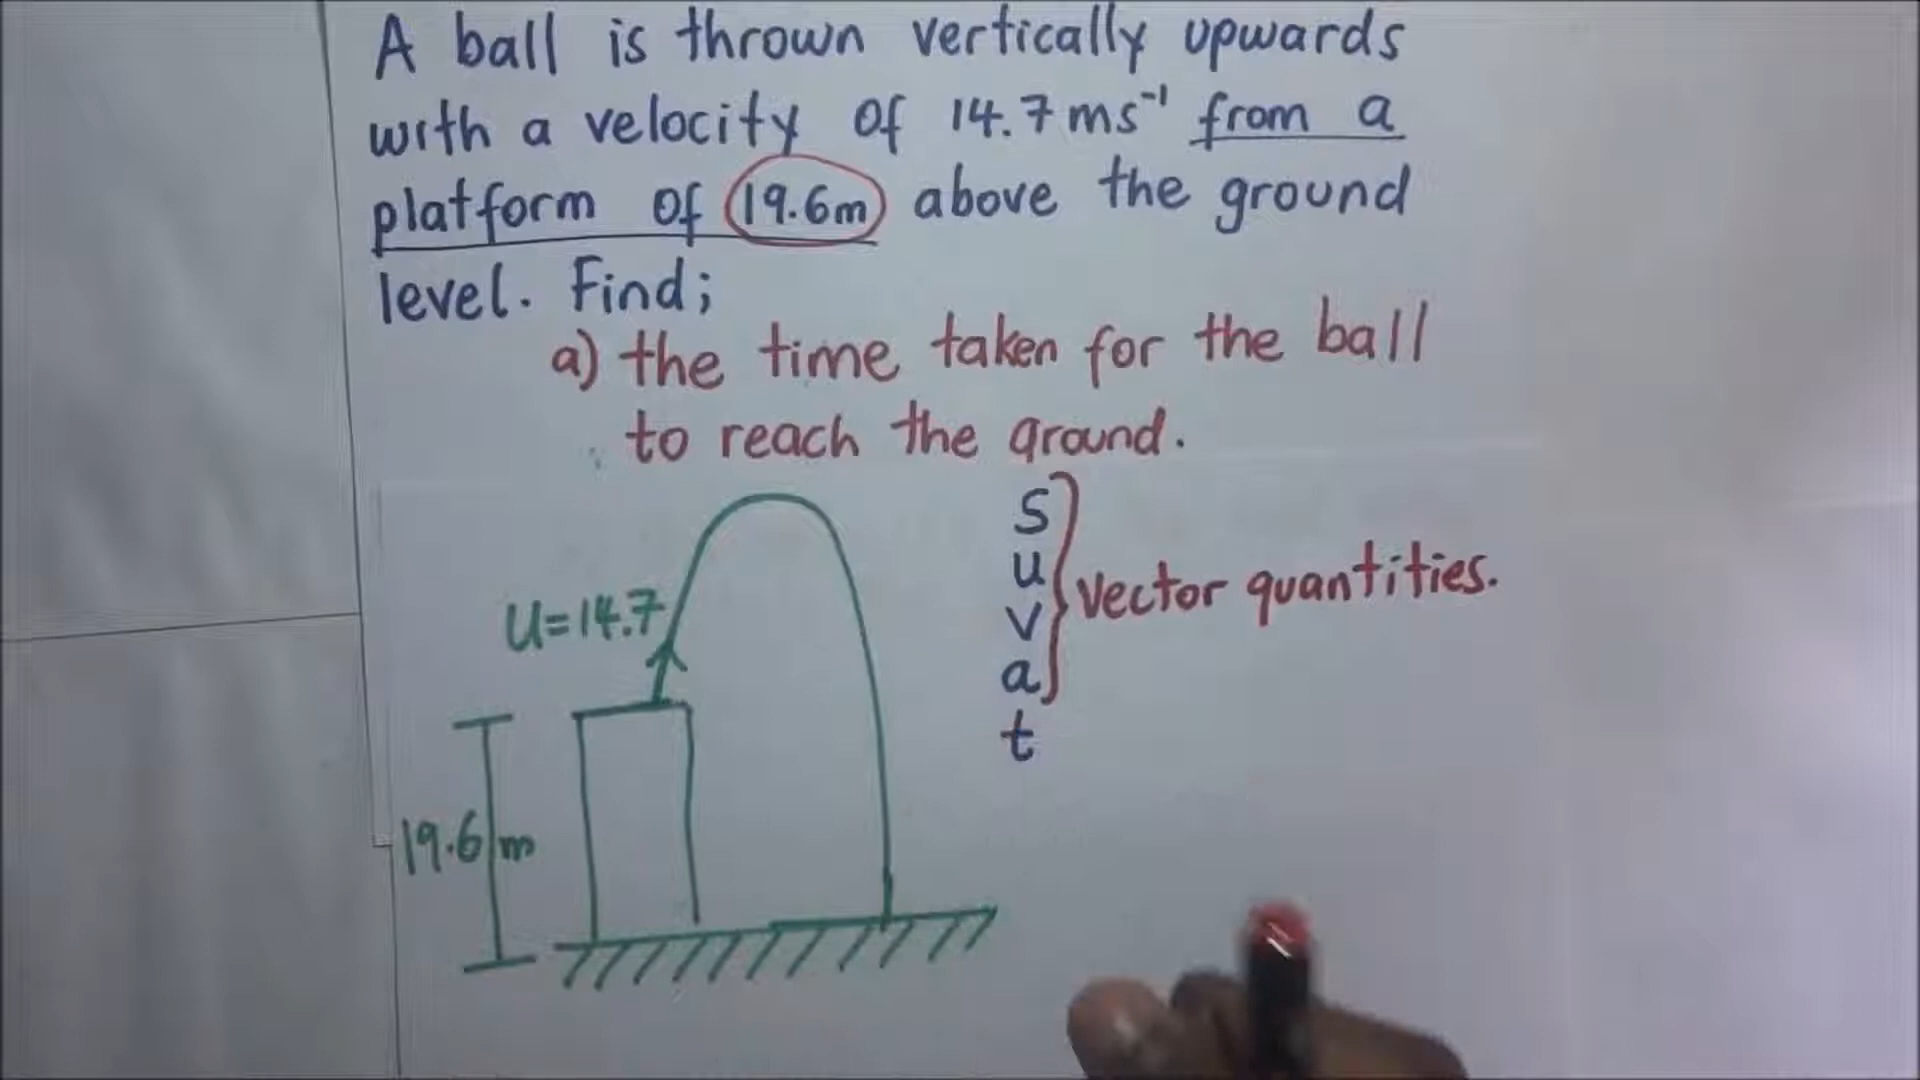 A ball is thrown vertically upwards
with a velocity of 14.7 ms⁻¹ from a
platform of 19.6m above the ground
level. Find;
a) the time taken for the ball
to reach the ground.
U=14.7
19.6 m
s
u
v
a
t
Vector quantities.